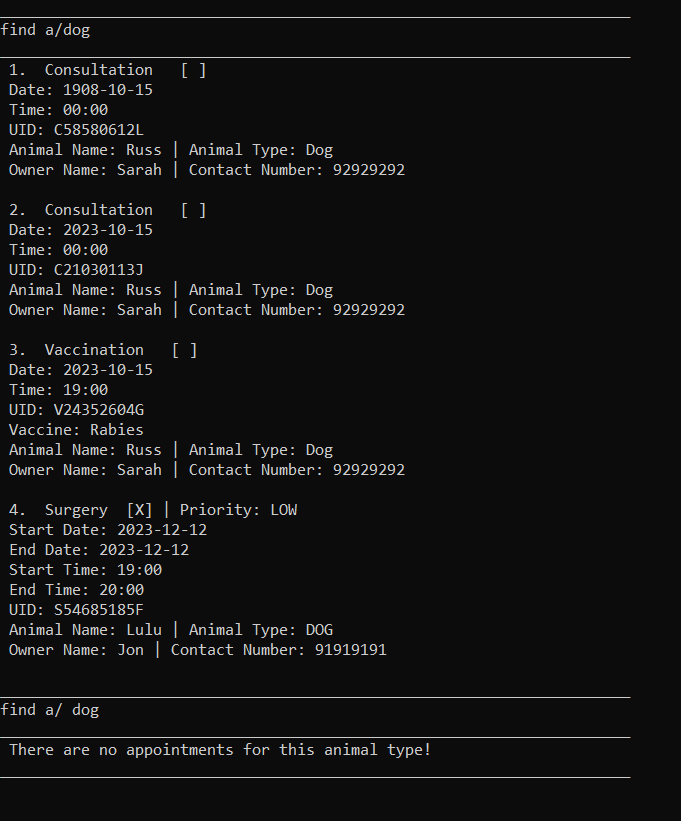 find a/dog
1.  Consultation   [ ]
Date: 1908-10-15
Time: 00:00
UID: C58580612L
Animal Name: Russ | Animal Type: Dog
Owner Name: Sarah | Contact Number: 92929292
2.  Consultation   [ ]
Date: 2023-10-15
Time: 00:00
UID: C21030113J
Animal Name: Russ | Animal Type: Dog
Owner Name: Sarah | Contact Number: 92929292
3.  Vaccination   [ ]
Date: 2023-10-15
Time: 19:00
UID: V24352604G
Vaccine: Rabies
Animal Name: Russ | Animal Type: Dog
Owner Name: Sarah | Contact Number: 92929292
4.  Surgery  [X] | Priority: LOW
Start Date: 2023-12-12
End Date: 2023-12-12
Start Time: 19:00
End Time: 20:00
UID: S54685185F
Animal Name: Lulu | Animal Type: DOG
Owner Name: Jon | Contact Number: 91919191
find a/ dog
There are no appointments for this animal type!